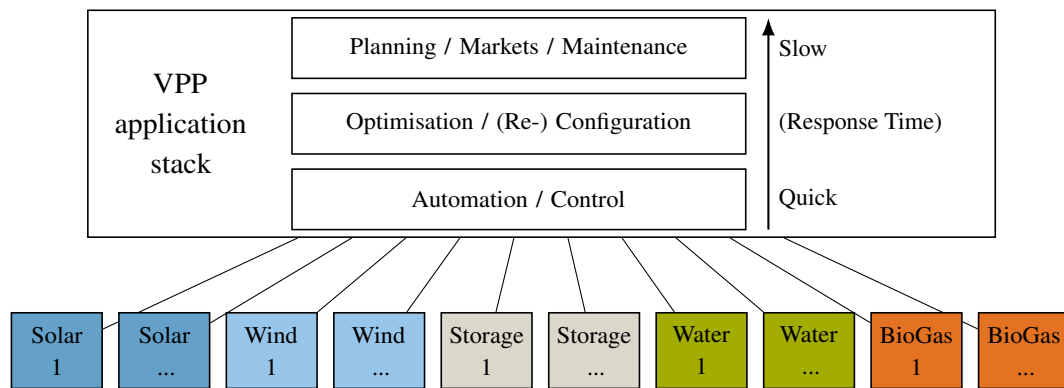 Planning / Markets / Maintenance
Slow
VPP
application
stack
Optimisation / (Re-) Configuration
(Response Time)
Automation / Control
Quick
Solar
1
Solar
...
Wind
1
Wind
...
Storage
1
Storage
...
Water
1
Water
...
BioGas
1
BioGas
...